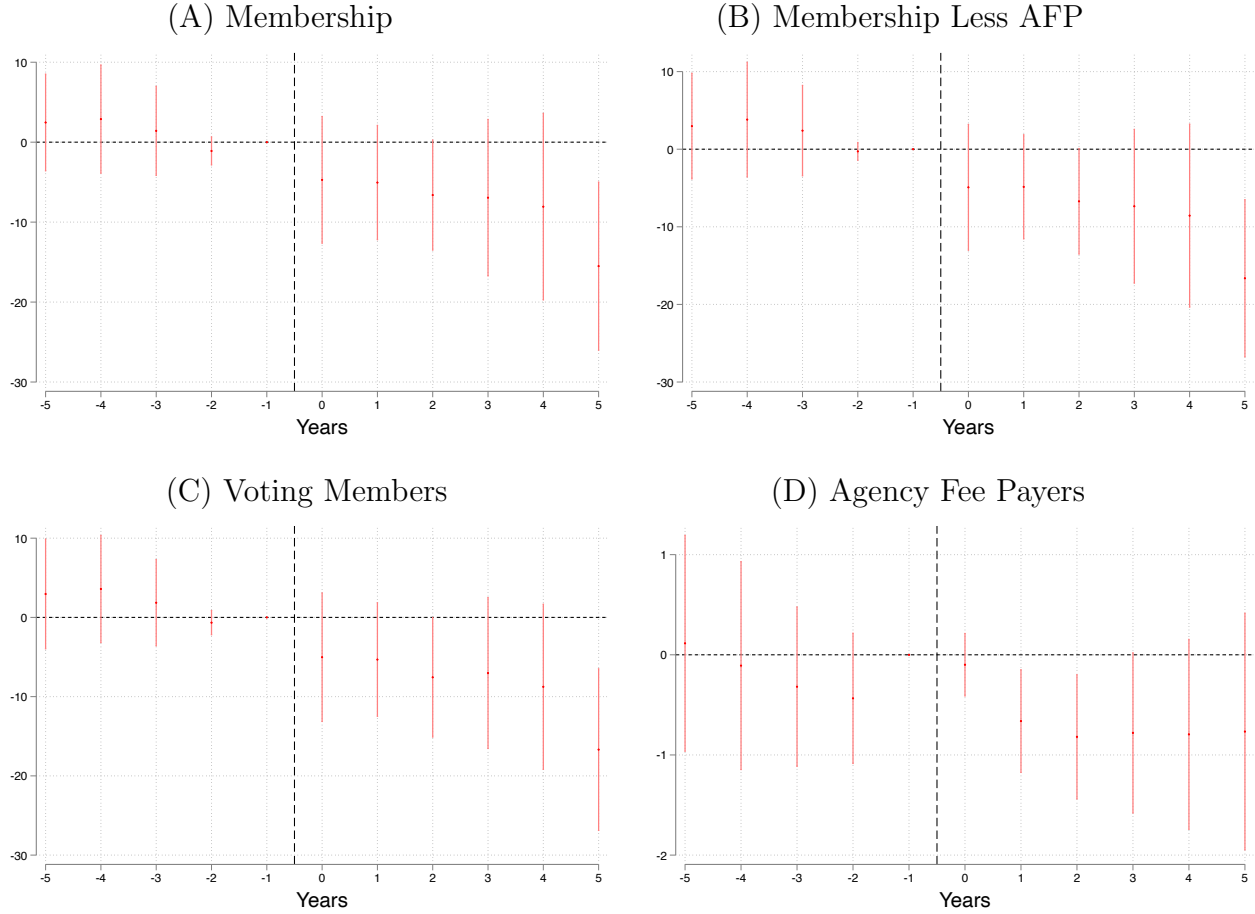 (A) Membership
(B) Membership Less AFP
10
0
-10
-20
-30
-5 -4 -3 -2 -1 0 1 2 3 4 5
Years
10
0
-10
-20
-30
-5 -4 -3 -2 -1 0 1 2 3 4 5
Years
(C) Voting Members
(D) Agency Fee Payers
10
0
-10
-20
-30
-5 -4 -3 -2 -1 0 1 2 3 4 5
Years
1
0
-1
-2
-5 -4 -3 -2 -1 0 1 2 3 4 5
Years